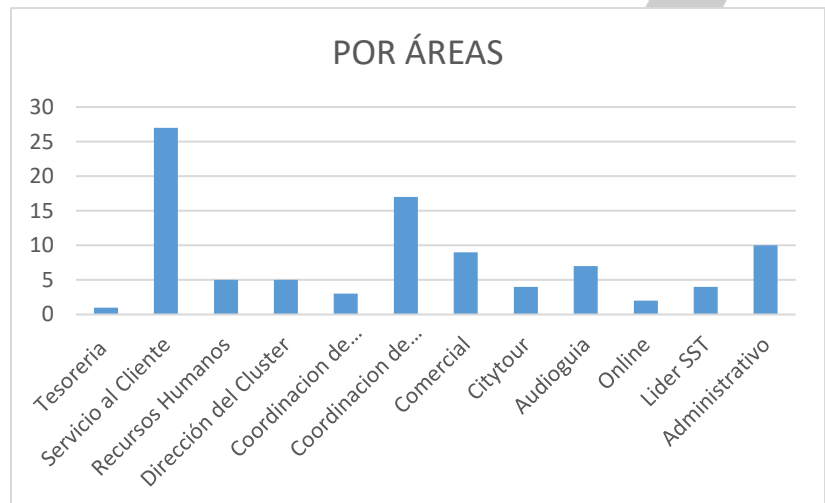 POR ÁREAS
30
25
20
15
10
5
0
Tesoreria
Servicio al Cliente
Recursos Humanos
Dirección del Cluster
Coordinacion de...
Coordinacion de...
Comercial
Citytour
Audioguia
Online
Lider SST
Administrativo